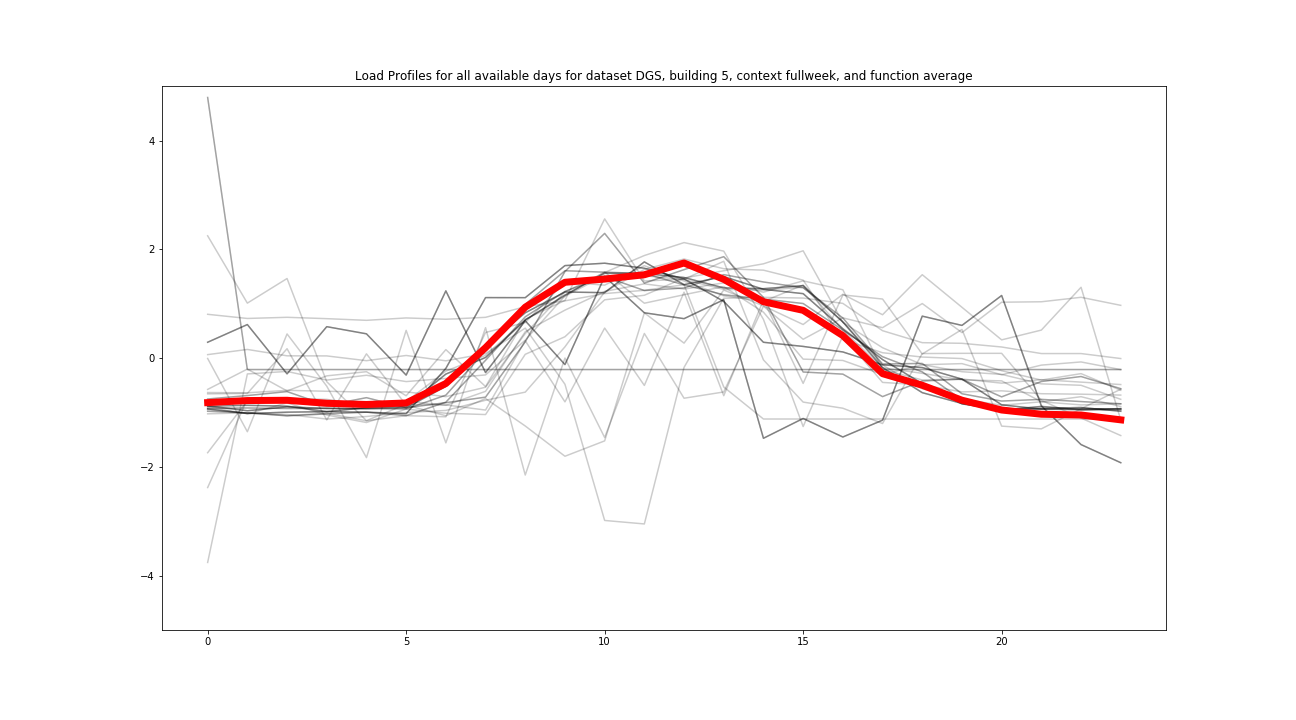 Load Profiles for all available days for dataset DGS, building 5, context fullweek, and function average
4
2
0
−2
−4
0 5 10 15 20